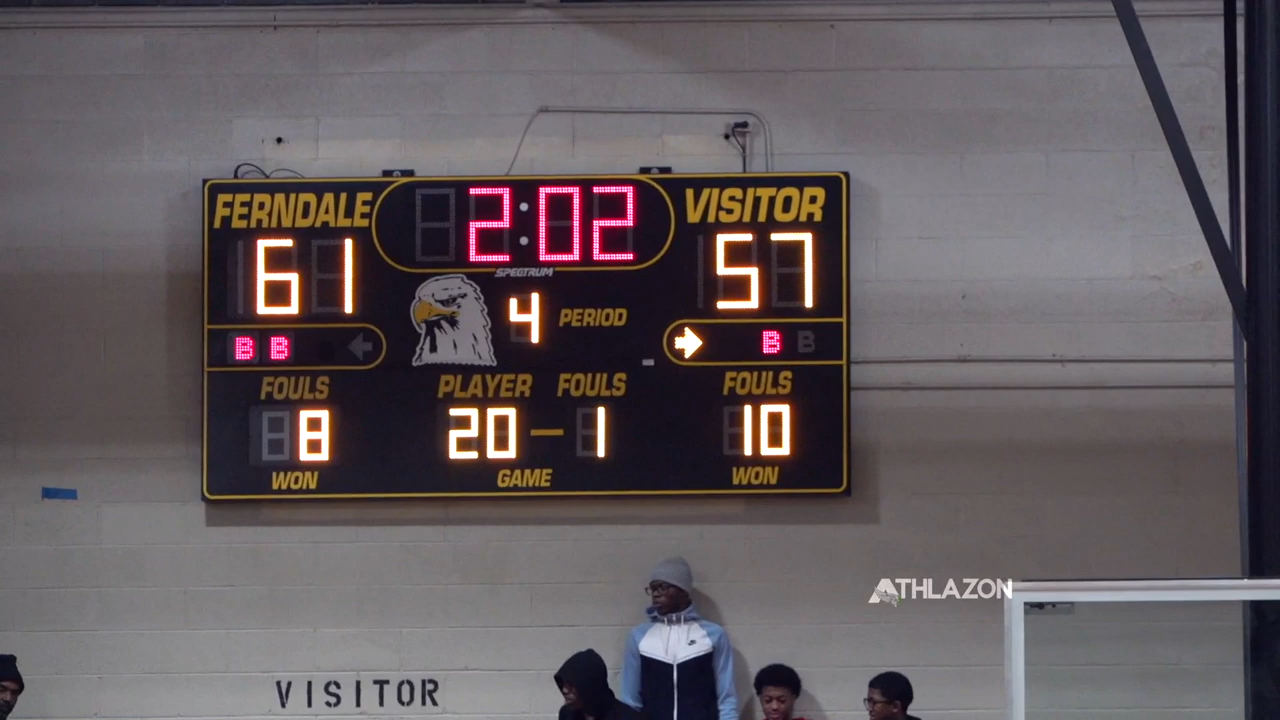 FERNDALE 2:02 VISITOR
61 57
SPECTRUM
4 PERIOD
B B B
FOULS PLAYER FOULS FOULS
8 20 - 1 10
WON GAME WON
ATHLAZON
VISITOR